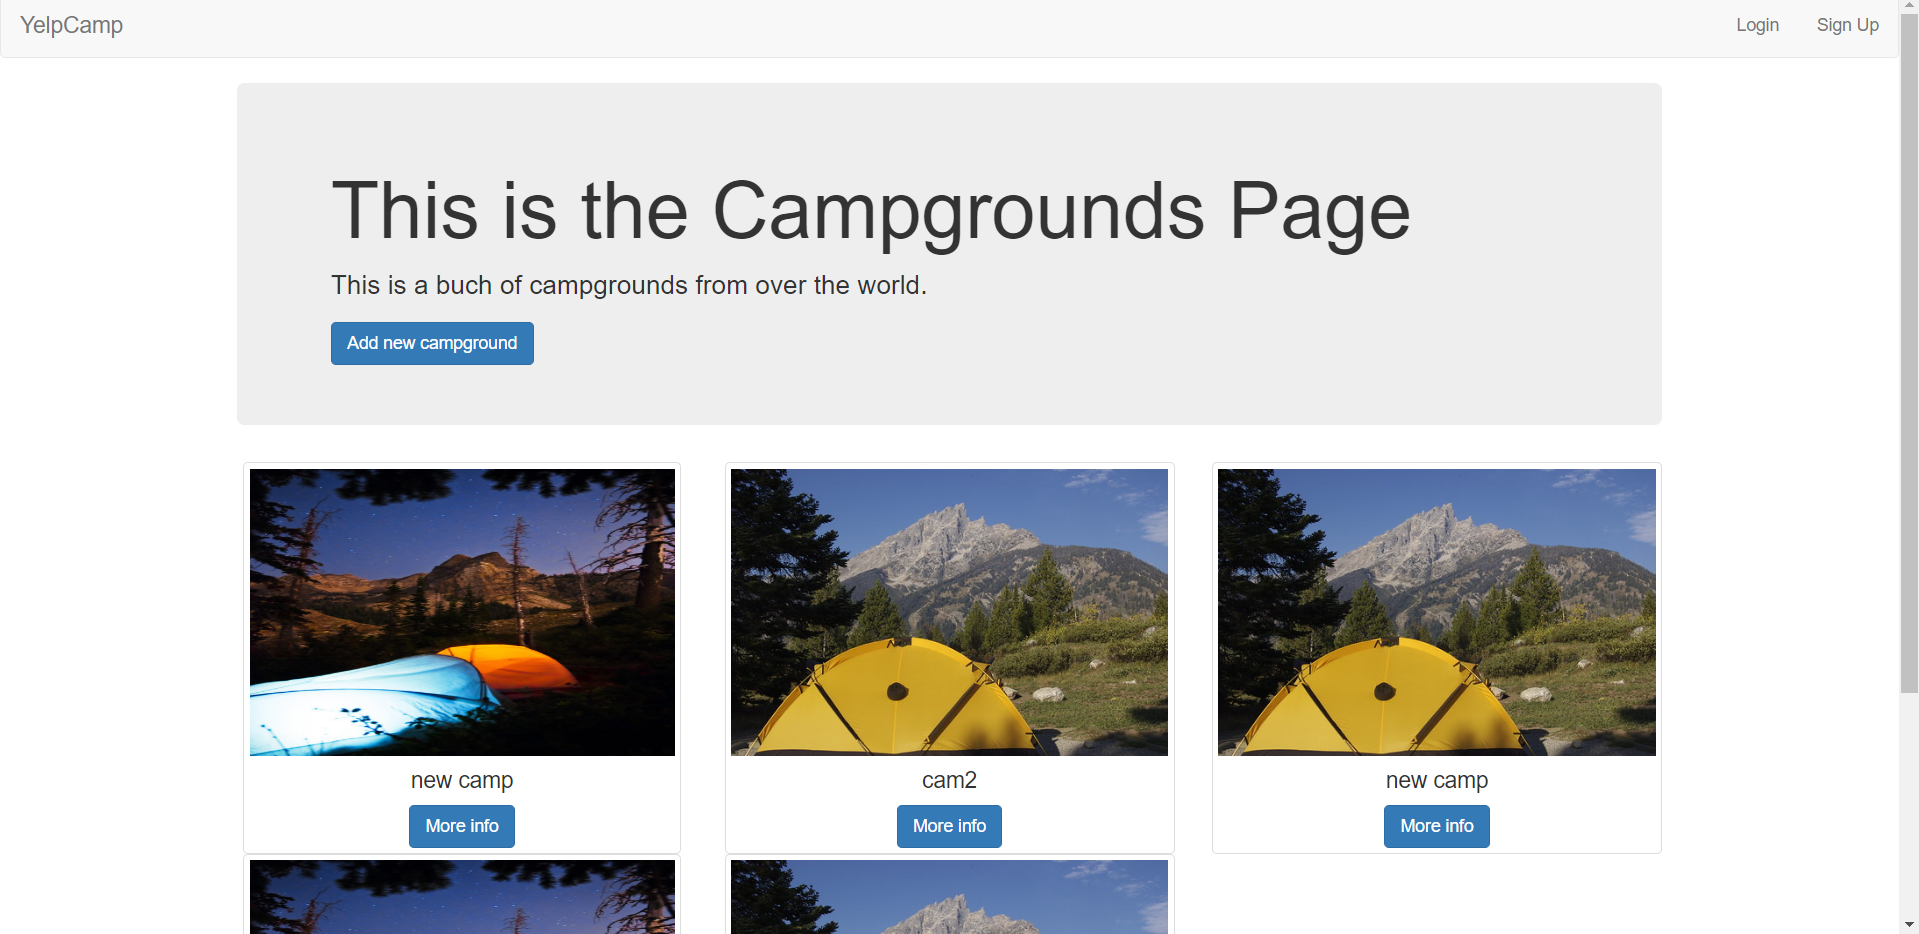 YelpCamp
Login
Sign Up
This is the Campgrounds Page
This is a buch of campgrounds from over the world.
Add new campground
new camp
cam2
new camp
More info
More info
More info